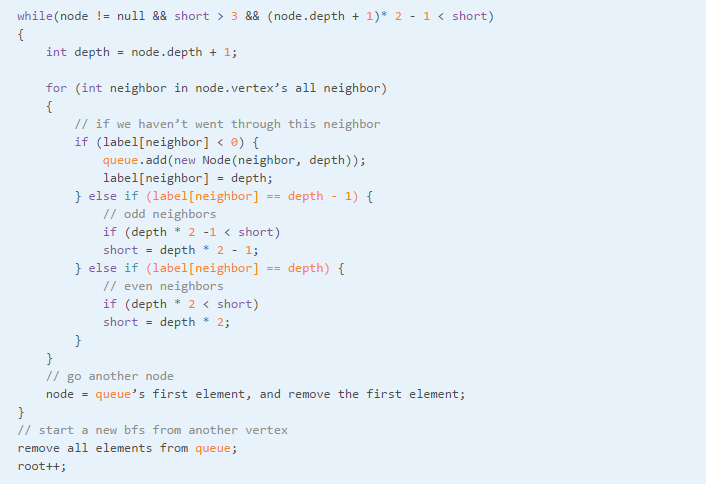 while(node != null && short > 3 && (node.depth + 1)* 2 - 1 < short)
{
    int depth = node.depth + 1;

    for (int neighbor in node.vertex’s all neighbor)
    {
        // if we haven’t went through this neighbor
        if (label[neighbor] < 0) {
            queue.add(new Node(neighbor, depth));
            label[neighbor] = depth;
        } else if (label[neighbor] == depth - 1) {
            // odd neighbors
            if (depth * 2 -1 < short)
            short = depth * 2 - 1;
        } else if (label[neighbor] == depth) {
            // even neighbors
            if (depth * 2 < short)
            short = depth * 2;
        }
    }
    // go another node
    node = queue’s first element, and remove the first element;
}
// start a new bfs from another vertex
remove all elements from queue;
root++;